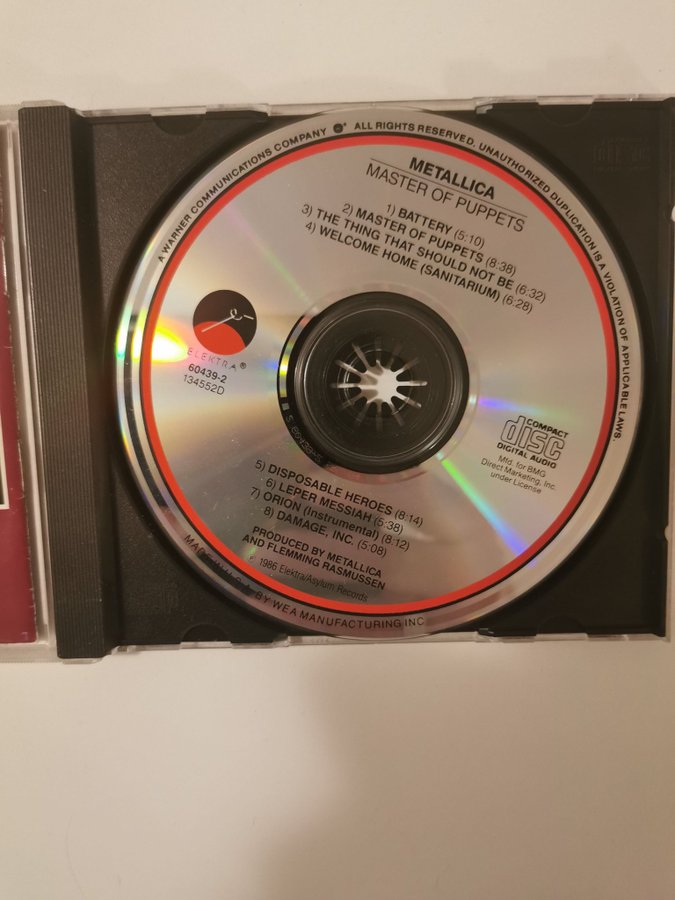 A WARNER COMMUNICATIONS COMPANY ALL RIGHTS RESERVED. UNAUTHORIZED DUPLICATION IS A VIOLATION OF APPLICABLE LAWS.
METALLICA
MASTER OF PUPPETS
1) BATTERY (5:10)
2) MASTER OF PUPPETS (8:38)
3) THE THING THAT SHOULD NOT BE (6:32)
4) WELCOME HOME (SANITARIUM) (6:28)
ELEKTRA®
60439-2
134552D
COMPACT
disc
DIGITAL AUDIO
Mfd. for BMG
Direct Marketing, Inc.
under License
5) DISPOSABLE HEROES (8:14)
6) LEPER MESSIAH (5:38)
7) ORION (Instrumental) (8:12)
8) DAMAGE, INC. (5:08)
PRODUCED BY METALLICA
AND FLEMMING RASMUSSEN
℗ 1986 Elektra/Asylum Records
MADE IN U.S.A. BY WEA MANUFACTURING INC